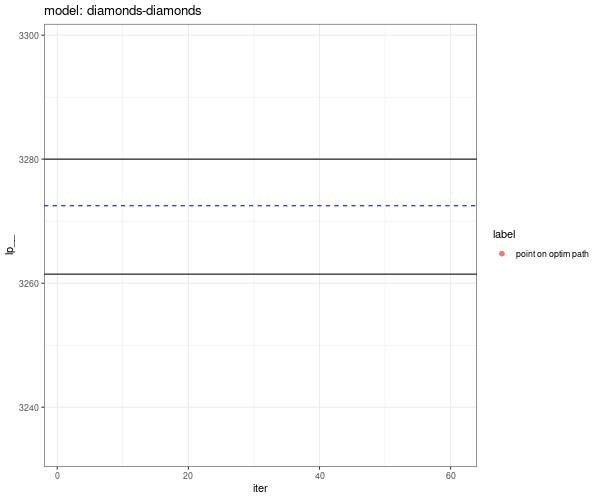 model: diamonds-diamonds
3300
3280
3260
3240
lp__
0
20
40
60
iter
label
point on optim path